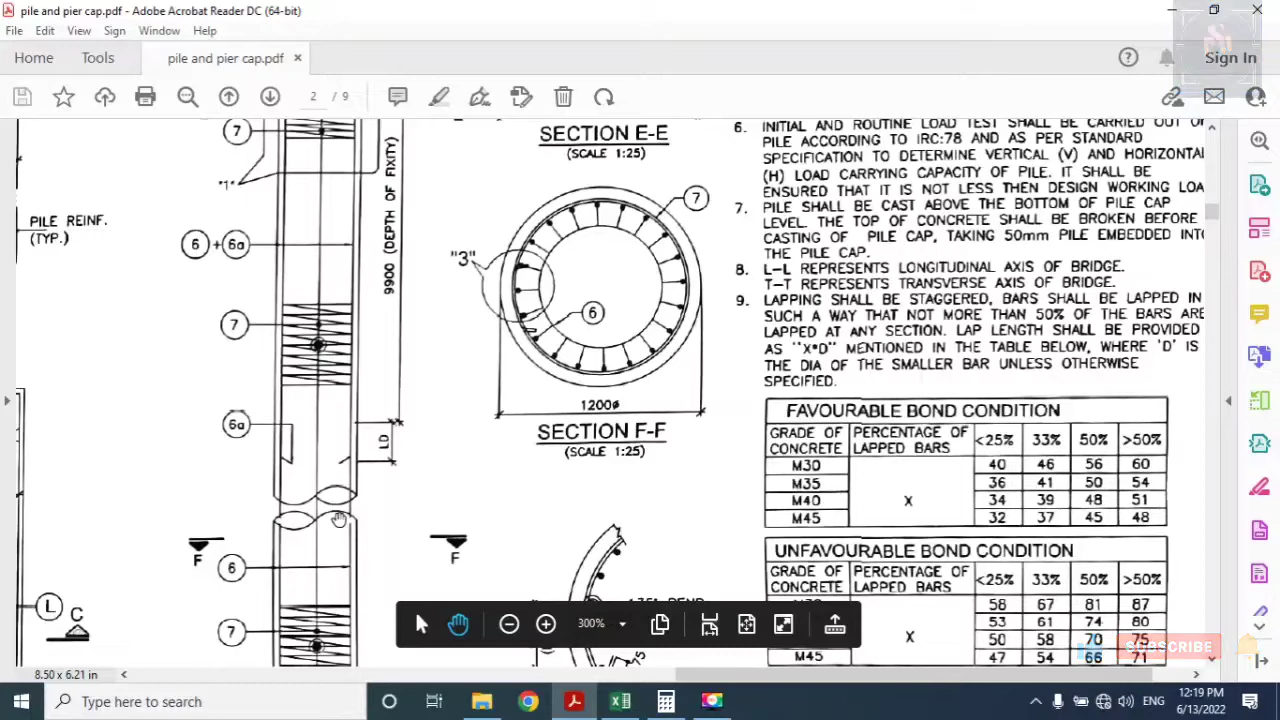 pile and pier cap.pdf - Adobe Acrobat Reader DC (64-bit)
File Edit View Sign Window Help
Home Tools pile and pier cap.pdf × Sign In
2 / 9
7
"1"
PILE REINF.
(TYP.)
6 + 6a
9900 (DEPTH OF FIXITY)
7
6a
LD
F
6
7
L C
F
SECTION E-E
(SCALE 1:25)
7
"3"
6
1200ø
SECTION F-F
(SCALE 1:25)
6. INITIAL AND ROUTINE LOAD TEST SHALL BE CARRIED OUT
PILE ACCORDING TO IRC:78 AND AS PER STANDARD
SPECIFICATION TO DETERMINE VERTICAL (V) AND HORIZONTAL
(H) LOAD CARRYING CAPACITY OF PILE. IT SHALL BE
ENSURED THAT IT IS NOT LESS THEN DESIGN WORKING LOA
7. PILE SHALL BE CAST ABOVE THE BOTTOM OF PILE CAP
LEVEL. THE TOP OF CONCRETE SHALL BE BROKEN BEFORE
CASTING OF PILE CAP, TAKING 50mm PILE EMBEDDED INTO
THE PILE CAP.
8. L-L REPRESENTS LONGITUDINAL AXIS OF BRIDGE.
T-T REPRESENTS TRANSVERSE AXIS OF BRIDGE.
9. LAPPING SHALL BE STAGGERED, BARS SHALL BE LAPPED IN
SUCH A WAY THAT NOT MORE THAN 50% OF THE BARS ARE
LAPPED AT ANY SECTION. LAP LENGTH SHALL BE PROVIDED
AS "X*D" MENTIONED IN THE TABLE BELOW, WHERE 'D' IS
THE DIA OF THE SMALLER BAR UNLESS OTHERWISE
SPECIFIED.
FAVOURABLE BOND CONDITION
GRADE OF CONCRETE PERCENTAGE OF LAPPED BARS <25% 33% 50% >50%
M30 40 46 56 60
M35 36 41 50 54
M40 X 34 39 48 51
M45 32 37 45 48
UNFAVOURABLE BOND CONDITION
GRADE OF CONCRETE PERCENTAGE OF LAPPED BARS <25% 33% 50% >50%
58 67 81 87
53 61 74 80
X 50 58 70 75
M45 47 54 66 71
300%
SUBSCRIBE
8.50 x 6.21 in
Type here to search
ENG
12:19 PM
6/13/2022